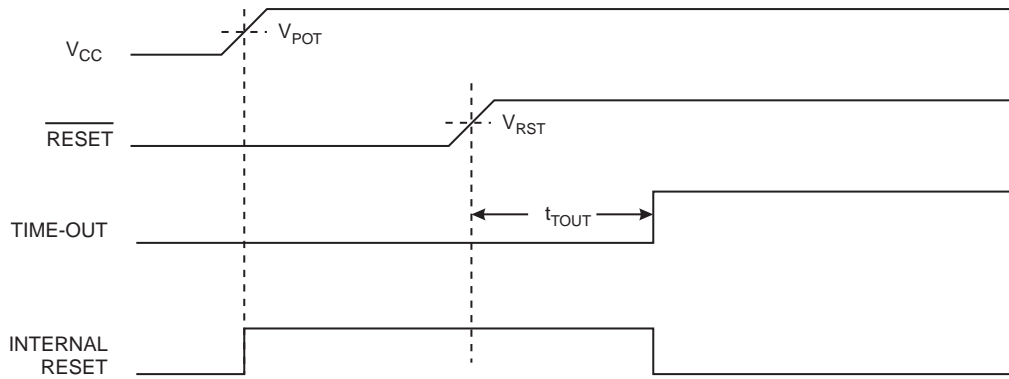 V_CC
V_POT
RESET
V_RST
TIME-OUT
t_TOUT
INTERNAL
RESET